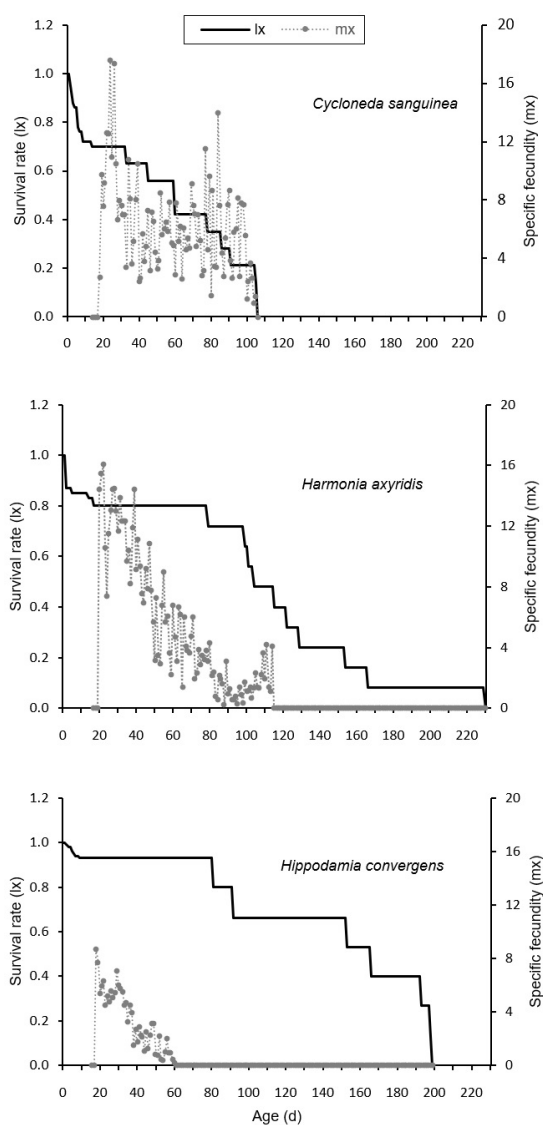 lx mx
Cycloneda sanguinea
Survival rate (lx)
1.2
1.0
0.8
0.6
0.4
0.2
0.0
Specific fecundity (mx)
20
16
12
8
4
0
0 20 40 60 80 100 120 140 160 180 200 220
Harmonia axyridis
Survival rate (lx)
1.2
1.0
0.8
0.6
0.4
0.2
0.0
Specific fecundity (mx)
20
16
12
8
4
0
0 20 40 60 80 100 120 140 160 180 200 220
Hippodamia convergens
Survival rate (lx)
1.2
1.0
0.8
0.6
0.4
0.2
0.0
Specific fecundity (mx)
20
16
12
8
4
0
0 20 40 60 80 100 120 140 160 180 200 220
Age (d)